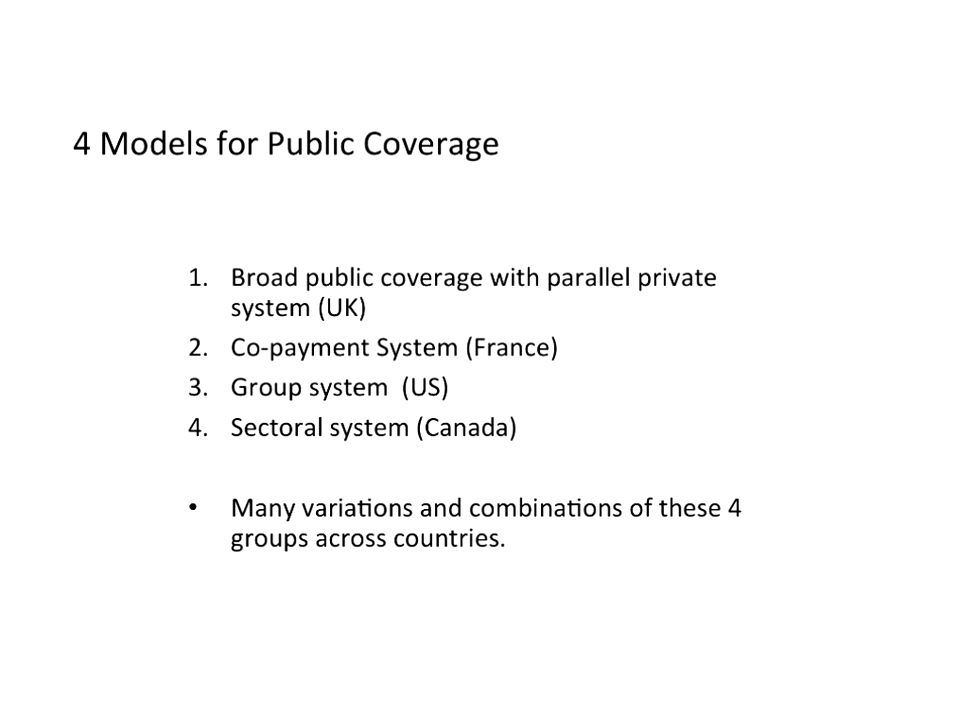 4 Models for Public Coverage
1. Broad public coverage with parallel private
system (UK)
2. Co-payment System (France)
3. Group system  (US)
4. Sectoral system (Canada)
• Many variations and combinations of these 4
groups across countries.